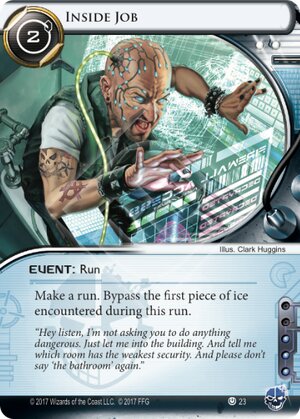 2
INSIDE JOB
Illus. Clark Huggins
EVENT: Run
Make a run. Bypass the first piece of ice
encountered during this run.
“Hey listen, I’m not asking you to do anything
dangerous. Just let me into the building. And tell me
which room has the weakest security. And please don’t
say ‘the bathroom’ again.”
© 2017 Wizards of the Coast LLC. © 2017 FFG
23